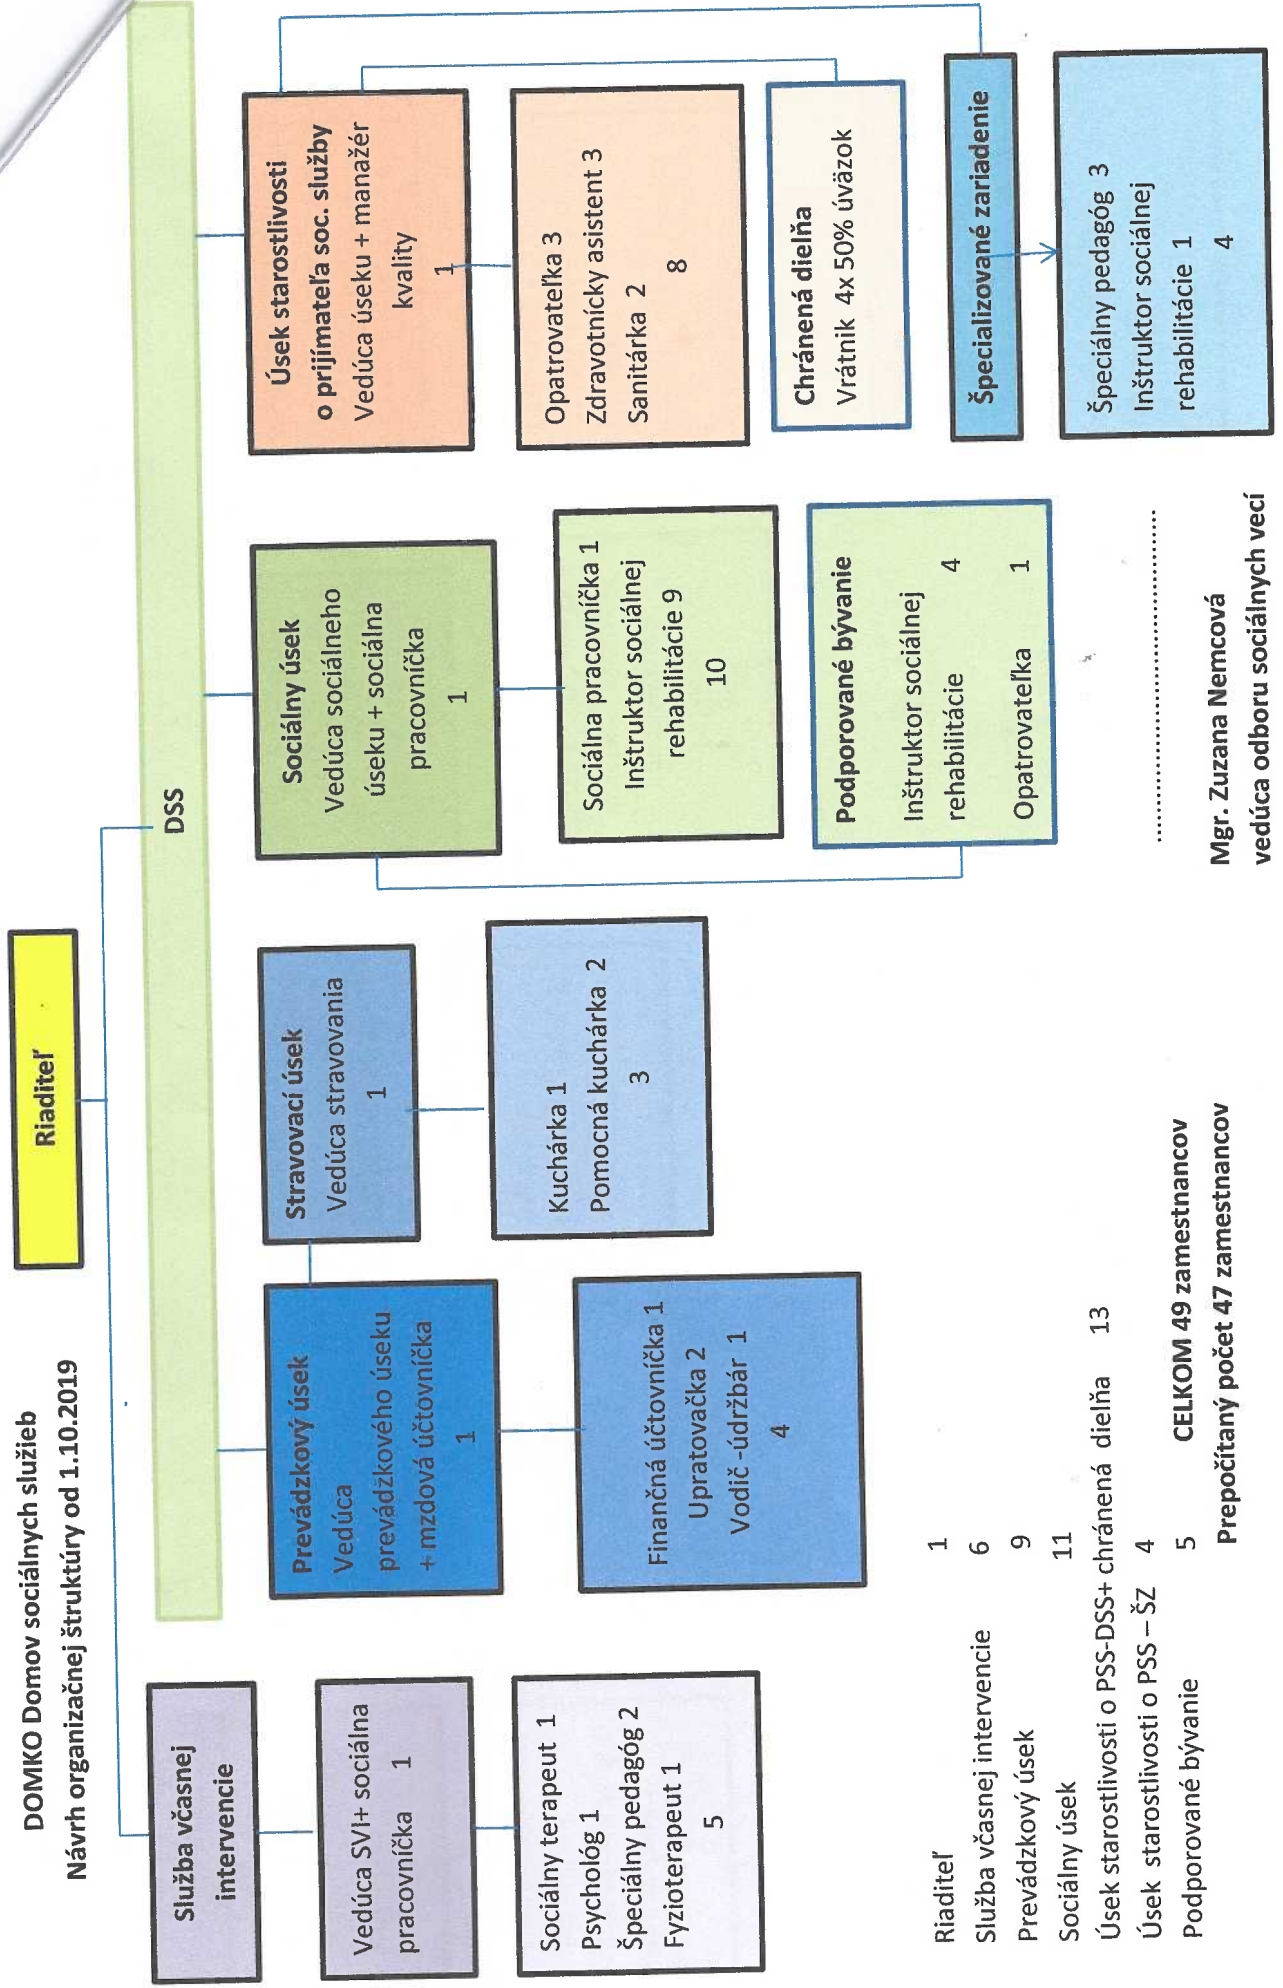 DOMKO Domov sociálnych služieb
Návrh organizačnej štruktúry od 1.10.2019
Riaditeľ
DSS
Služba včasnej
intervencie
Vedúca SVI+ sociálna
pracovníčka 1
Sociálny terapeut 1
Psychológ 1
Špeciálny pedagóg 2
Fyzioterapeut 1
5
Prevádzkový úsek
Vedúca
prevádzkového úseku
+ mzdová účtovníčka
1
Finančná účtovníčka 1
Upratovačka 2
Vodič -údržbár 1
4
Stravovací úsek
Vedúca stravovania
1
Kuchárka 1
Pomocná kuchárka 2
3
Sociálny úsek
Vedúca sociálneho
úseku + sociálna
pracovníčka
1
Sociálna pracovníčka 1
Inštruktor sociálnej
rehabilitácie 9
10
Podporované bývanie
Inštruktor sociálnej
rehabilitácie 4
Opatrovateľka 1
Úsek starostlivosti
o prijímateľa soc. služby
Vedúca úseku + manažér
kvality
1
Opatrovateľka 3
Zdravotnícky asistent 3
Sanitárka 2
8
Chránená dielňa
Vrátnik 4x 50% úväzok
Špecializované zariadenie
Špeciálny pedagóg 3
Inštruktor sociálnej
rehabilitácie 1
4
Riaditeľ 1
Služba včasnej intervencie 6
Prevádzkový úsek 9
Sociálny úsek 11
Úsek starostlivosti o PSS-DSS+ chránená dielňa 13
Úsek starostlivosti o PSS – ŠZ 4
Podporované bývanie 5
CELKOM 49 zamestnancov
Prepočítaný počet 47 zamestnancov
..........................................
Mgr. Zuzana Nemcová
vedúca odboru sociálnych vecí